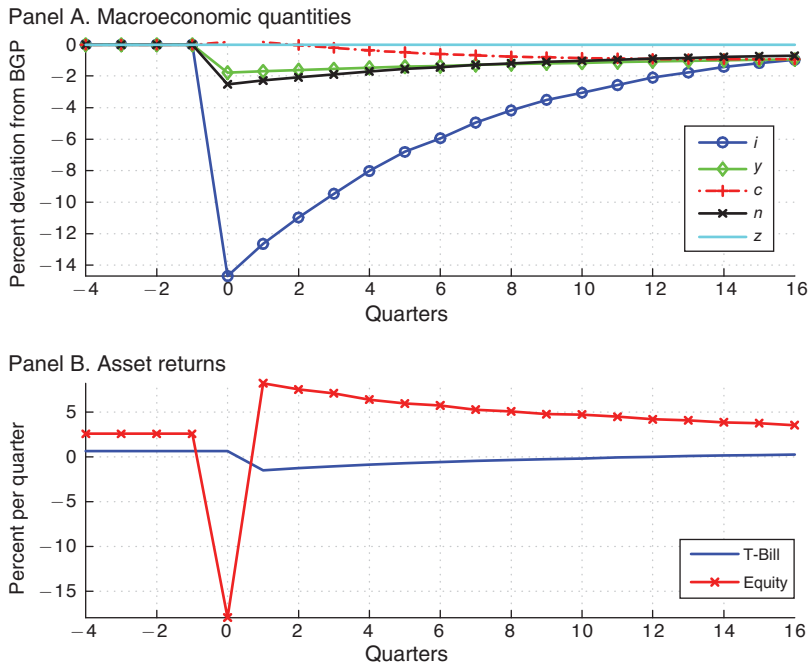 Panel A. Macroeconomic quantities
Percent deviation from BGP
0
−2
−4
−6
−8
−10
−12
−14
i
y
c
n
z
−4 −2 0 2 4 6 8 10 12 14 16
Quarters
Panel B. Asset returns
Percent per quarter
5
0
−5
−10
−15
T-Bill
Equity
−4 −2 0 2 4 6 8 10 12 14 16
Quarters